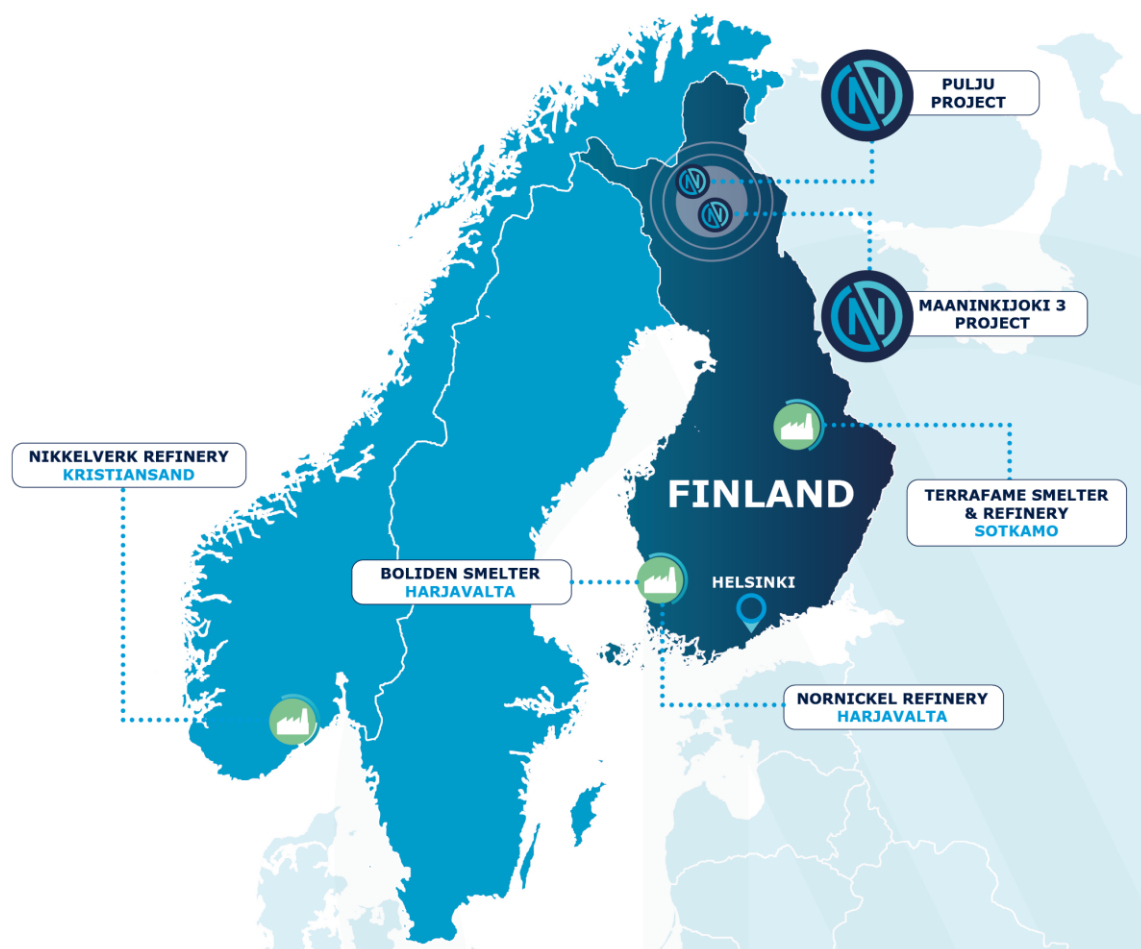 PULJU
PROJECT
MAANINKIJOKI 3
PROJECT
NIKKELVERK REFINERY
KRISTIANSAND
FINLAND
TERRAFAME SMELTER
& REFINERY
SOTKAMO
BOLIDEN SMELTER
HARJAVALTA
HELSINKI
NORNICKEL REFINERY
HARJAVALTA